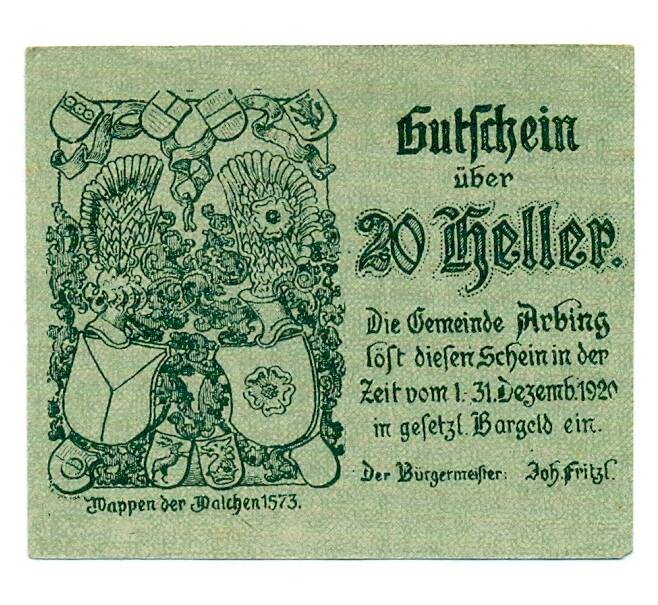 Gutschein
über
20 Heller.
Die Gemeinde Arbing
löst diesen Schein in der
Zeit vom 1.-31. Dezemb. 1920
in gesetzl. Bargeld ein.
Der Bürgermeister: Joh. Fritzl.
Wappen der Walchen 1573.